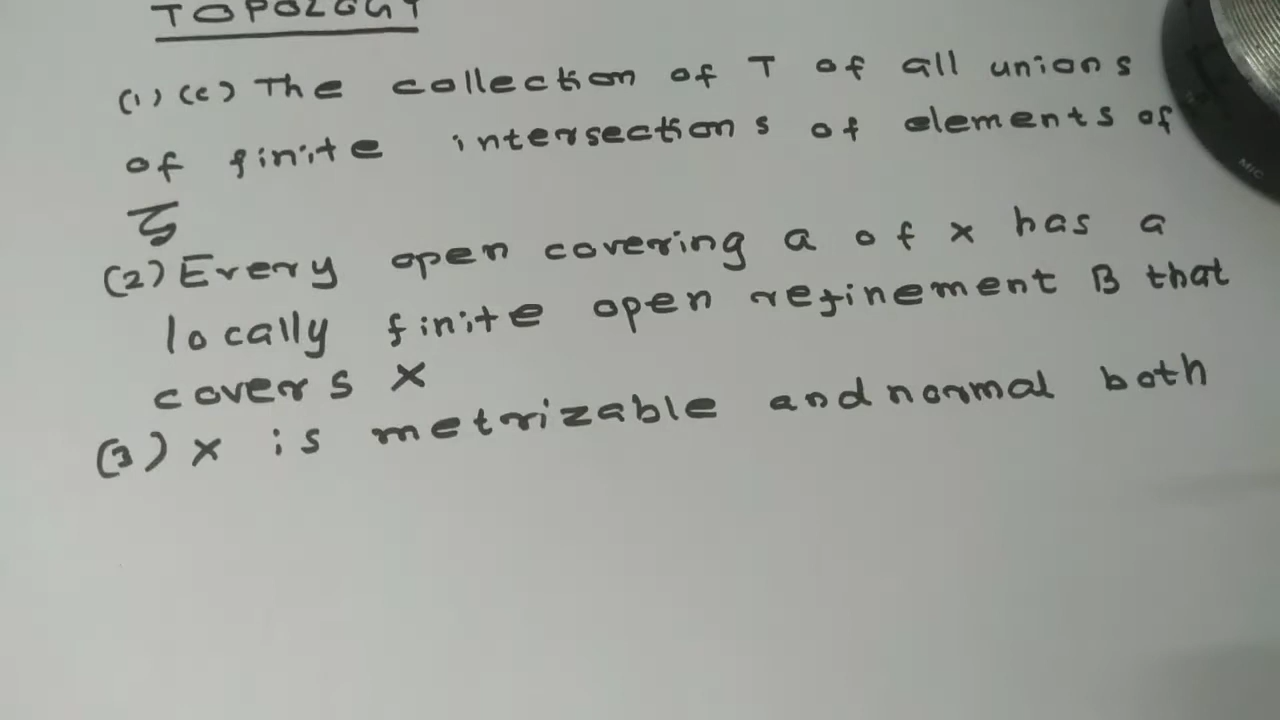 TOPOLOGY
(1) (c) The collection of T of all unions
of finite intersections of elements of
(2) Every open covering a of x has a
locally finite open refinement B that
covers x
(3) x is metrizable and normal both
MIC